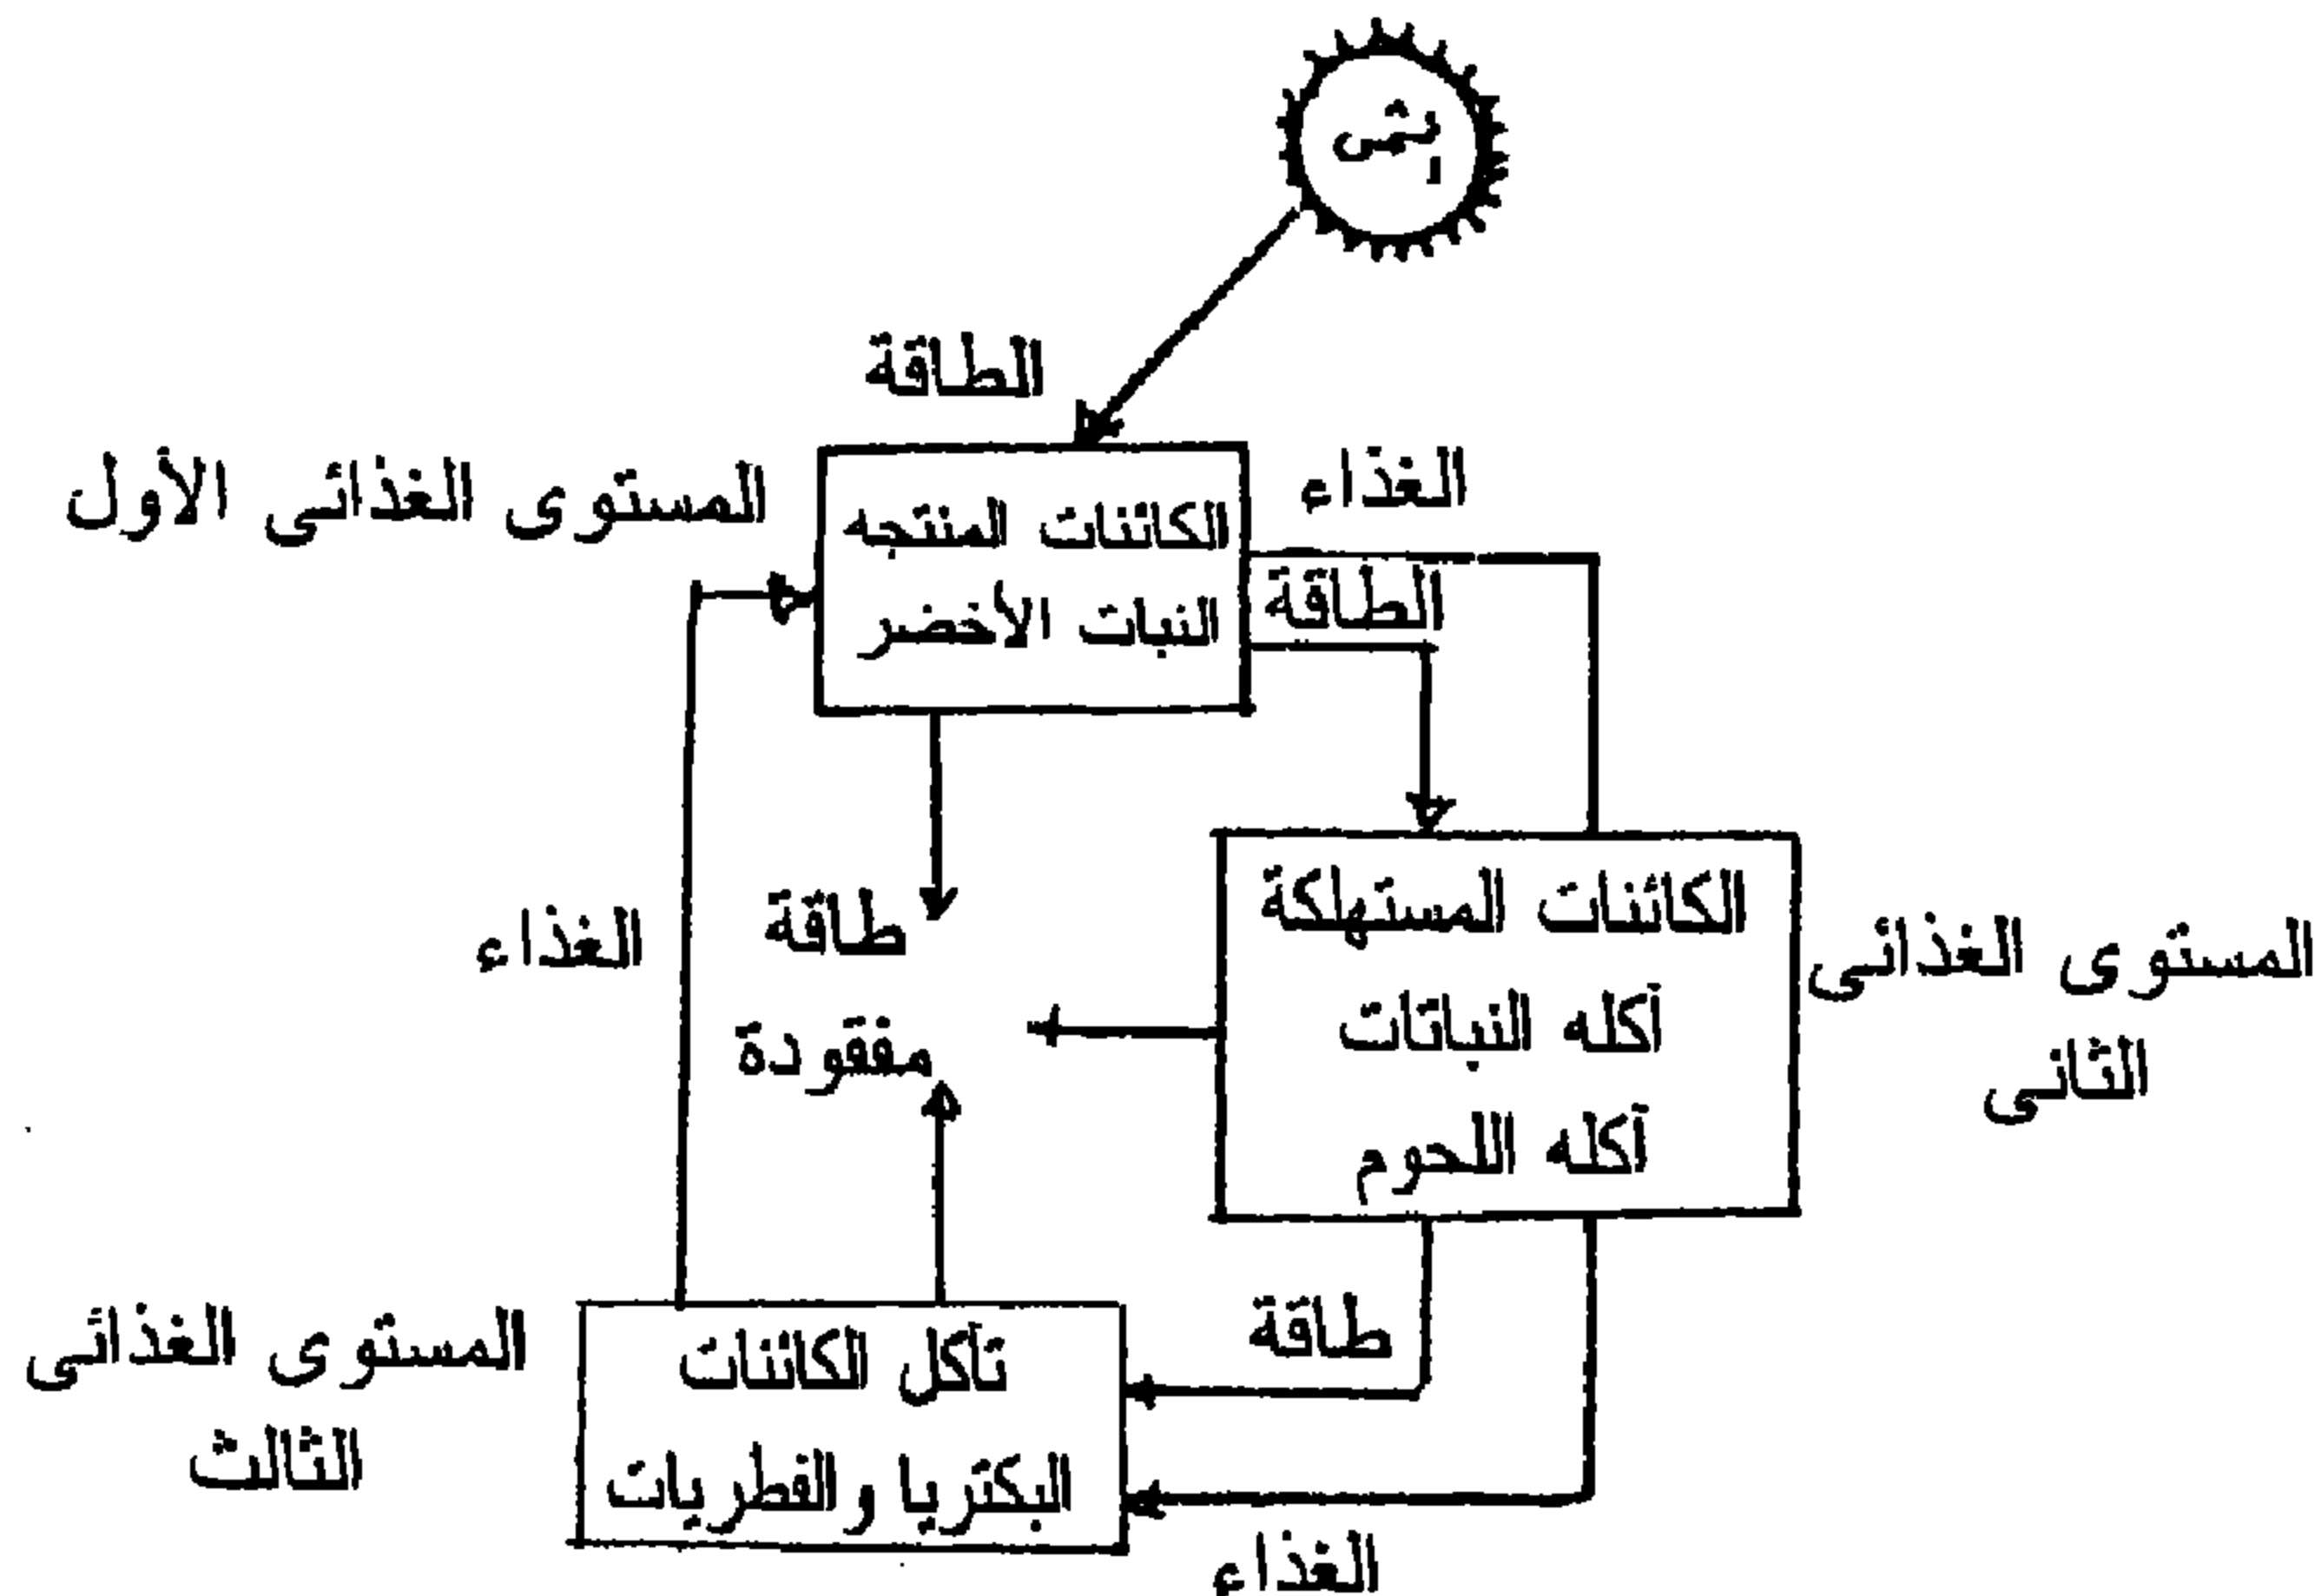 الطاقة
المستوى الغذائى الأول
الكائنات المنتجه
النبات الاخضر
الغذاء
الطاقة
الكائنات المستهلكة
آكله النباتات
آكله اللحوم
المستوى الغذائى
الثانى
طاقة
مفقودة
الغذاء
المستوى الغذائى
الثالث
تآكل الكائنات
البكتريا والفطريات
طاقة
الغذاء